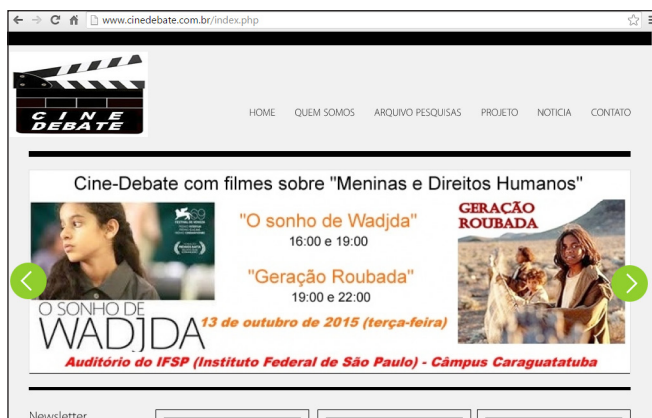 www.cinedebate.com.br/index.php
CINE
DEBATE
HOME QUEM SOMOS ARQUIVO PESQUISAS PROJETO NOTICIA CONTATO
Cine-Debate com filmes sobre "Meninas e Direitos Humanos"
69
"O sonho de Wadjda"
16:00 e 19:00
"Geração Roubada"
19:00 e 22:00
GERAÇÃO
ROUBADA
O SONHO DE
WADJDA
13 de outubro de 2015 (terça-feira)
Auditório do IFSP (Instituto Federal de São Paulo) - Câmpus Caraguatatuba
Newsletter